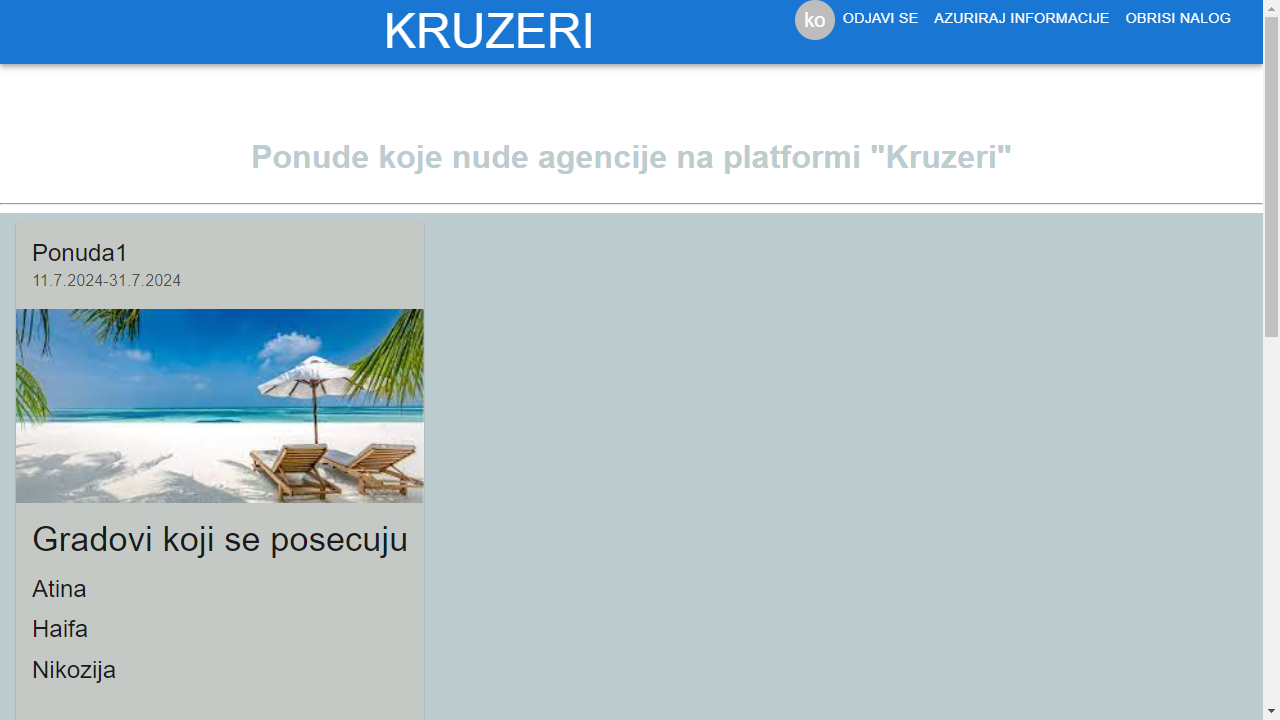 KRUZERI
ko ODJAVI SE AZURIRAJ INFORMACIJE OBRISI NALOG
Ponude koje nude agencije na platformi "Kruzeri"
Ponuda1
11.7.2024-31.7.2024
Gradovi koji se posecuju
Atina
Haifa
Nikozija